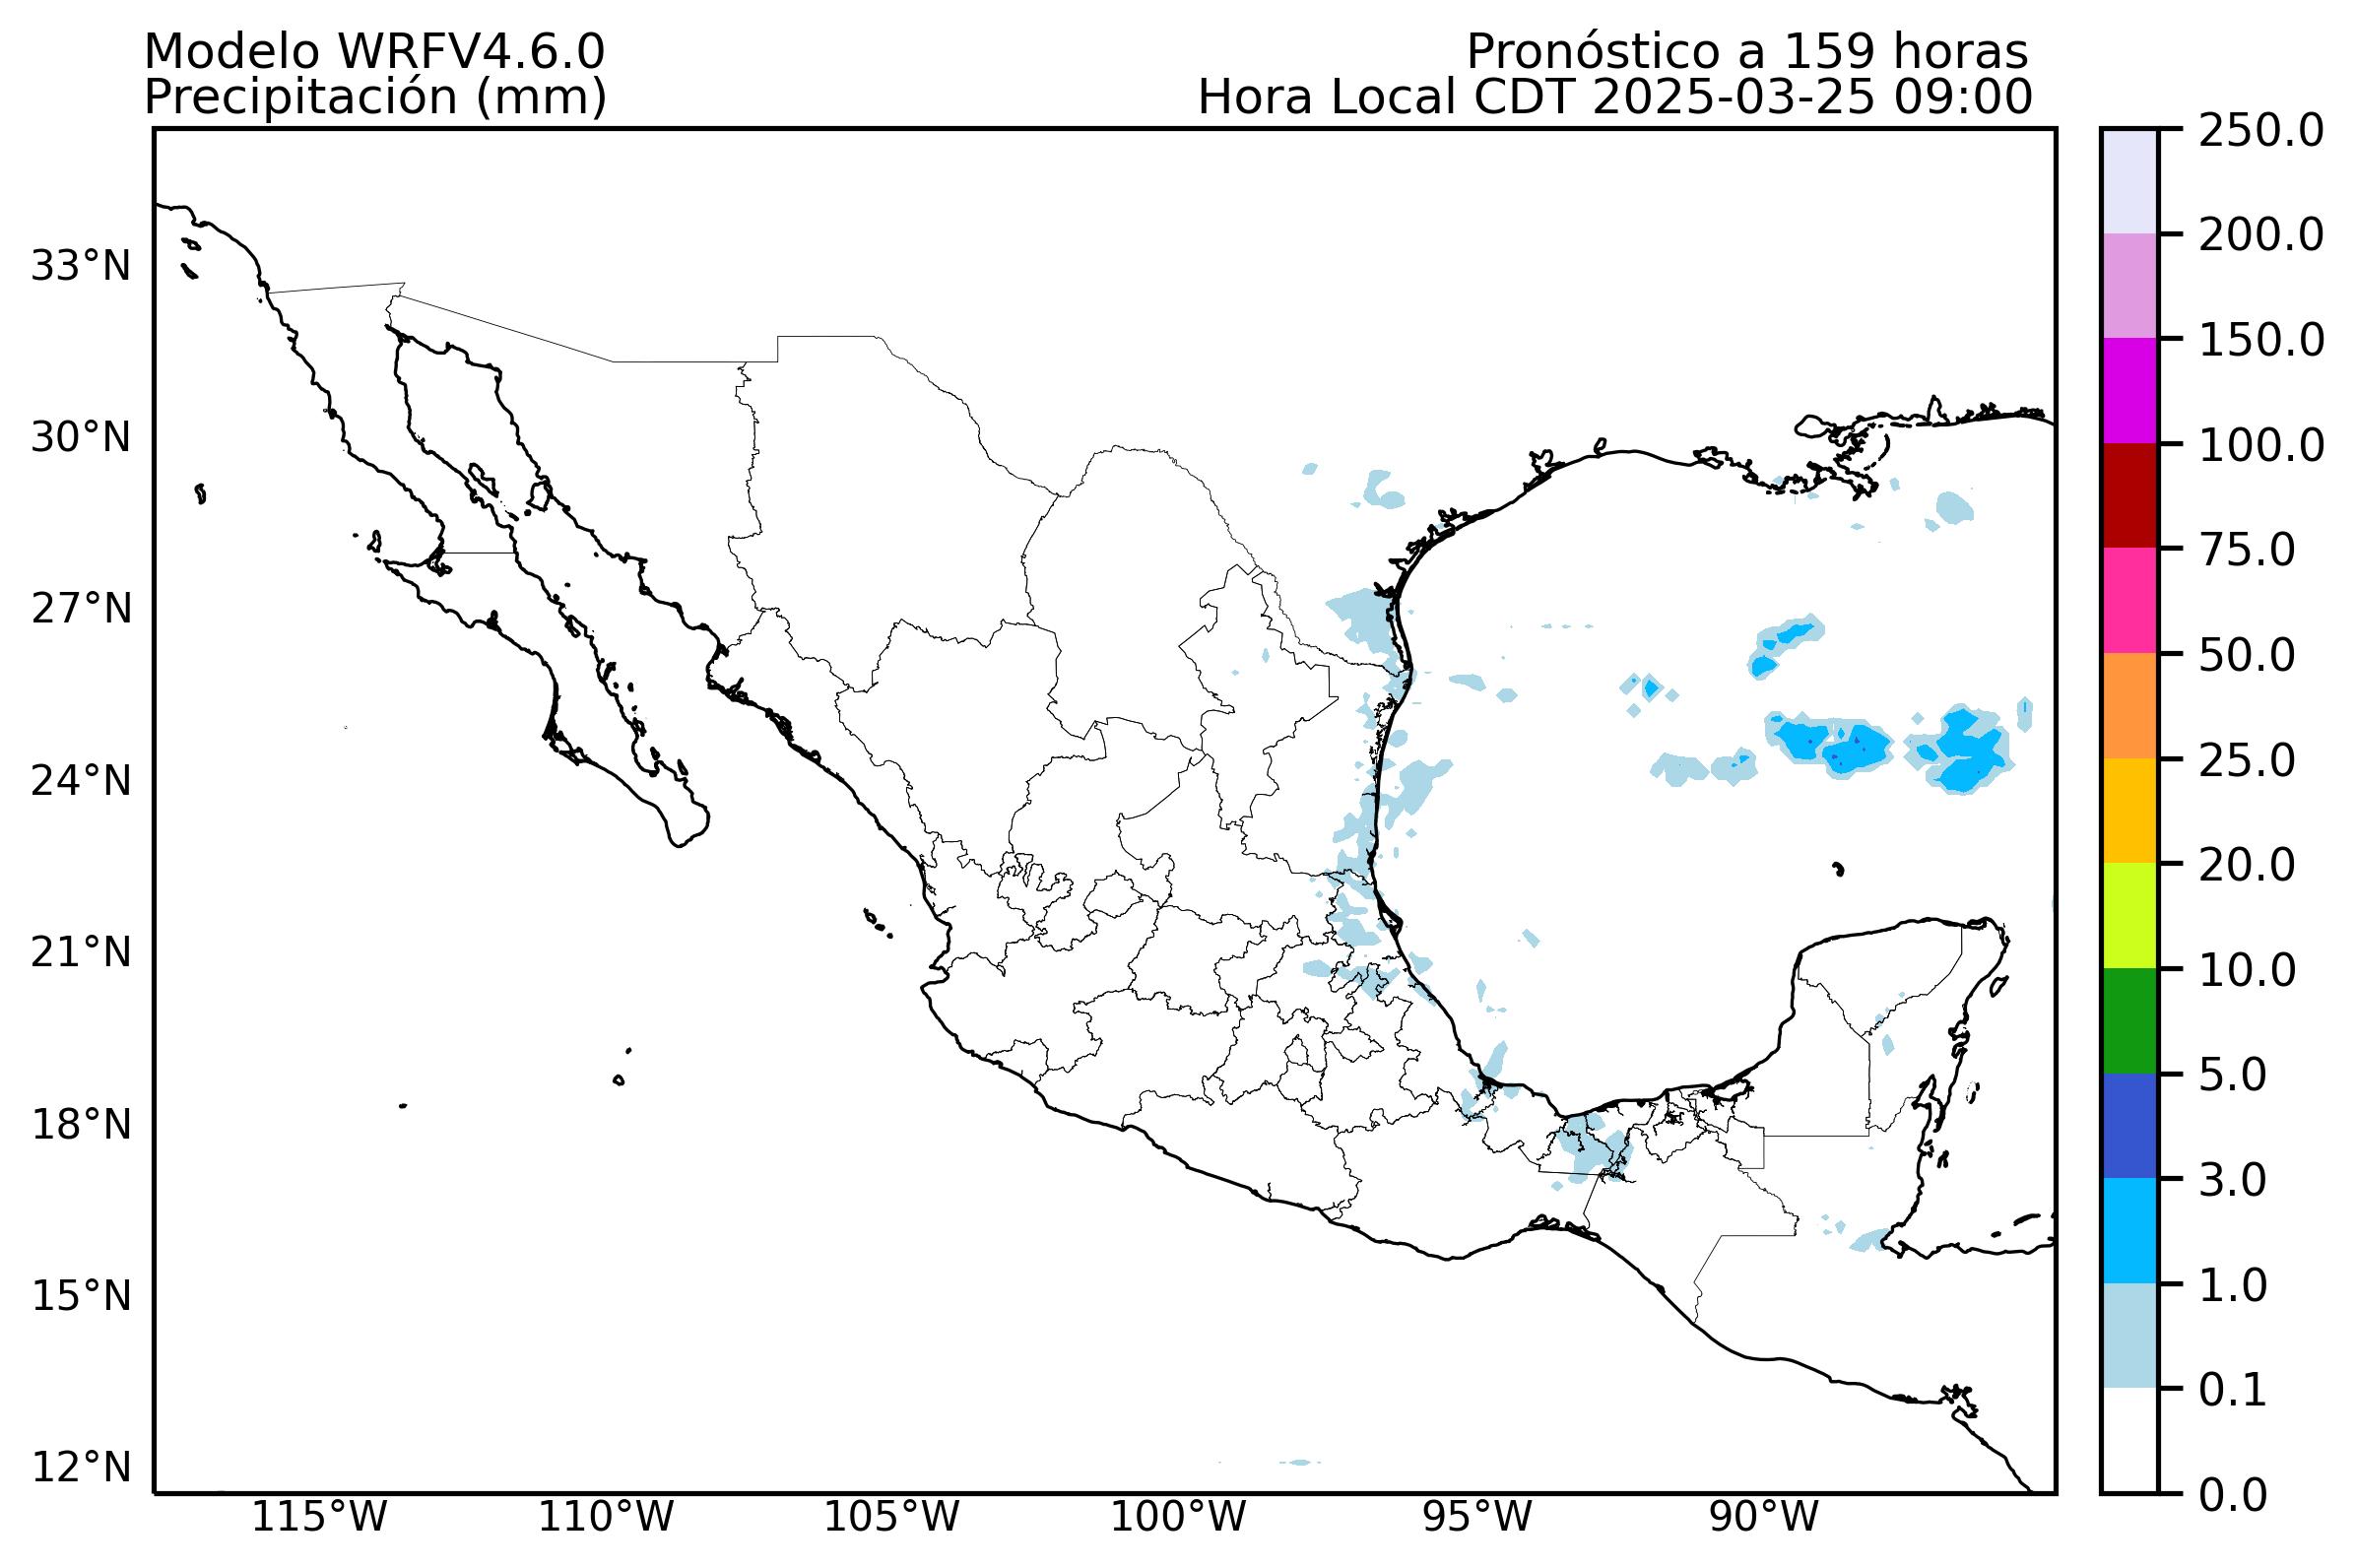 Modelo WRFV4.6.0
Precipitación (mm)
Pronóstico a 159 horas
Hora Local CDT 2025-03-25 09:00
33°N
30°N
27°N
24°N
21°N
18°N
15°N
12°N
115°W
110°W
105°W
100°W
95°W
90°W
250.0
200.0
150.0
100.0
75.0
50.0
25.0
20.0
10.0
5.0
3.0
1.0
0.1
0.0